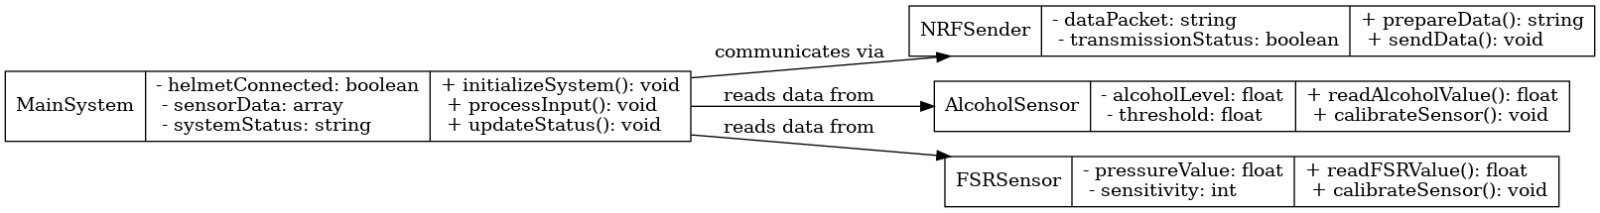 MainSystem
- helmetConnected: boolean
- sensorData: array
- systemStatus: string
+ initializeSystem(): void
+ processInput(): void
+ updateStatus(): void
communicates via
reads data from
reads data from
NRFSender
- dataPacket: string
- transmissionStatus: boolean
+ prepareData(): string
+ sendData(): void
AlcoholSensor
- alcoholLevel: float
- threshold: float
+ readAlcoholValue(): float
+ calibrateSensor(): void
FSRSensor
- pressureValue: float
- sensitivity: int
+ readFSRValue(): float
+ calibrateSensor(): void